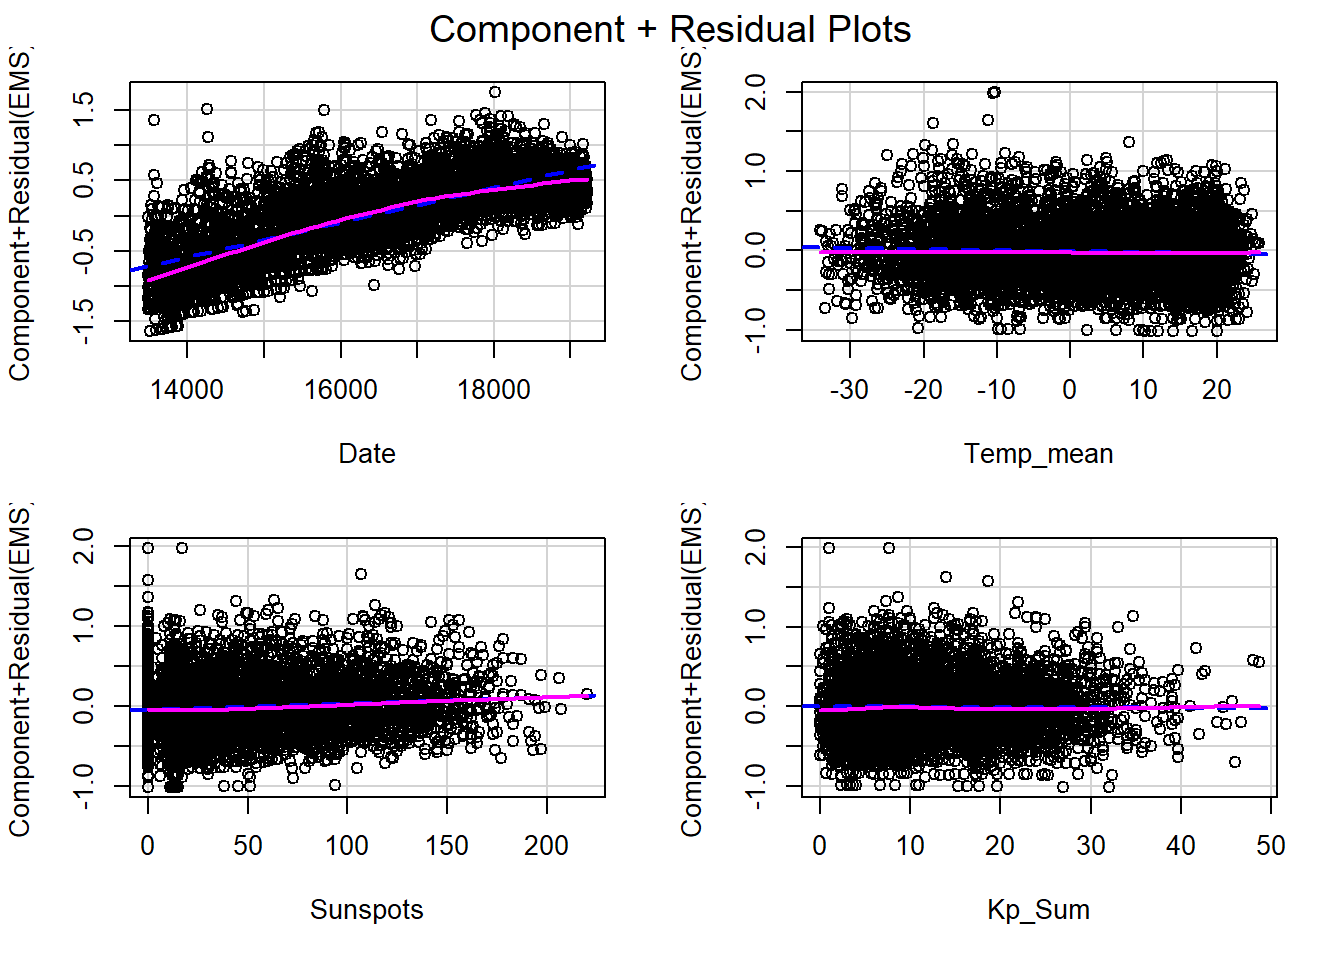 Component + Residual Plots
Component+Residual(EMS)
1.5
0.5
-0.5
-1.5
14000 16000 18000
Date
Component+Residual(EMS)
2.0
1.0
0.0
-1.0
-30 -20 -10 0 10 20
Temp_mean
Component+Residual(EMS)
2.0
1.0
0.0
-1.0
0 50 100 150 200
Sunspots
Component+Residual(EMS)
2.0
1.0
0.0
-1.0
0 10 20 30 40 50
Kp_Sum